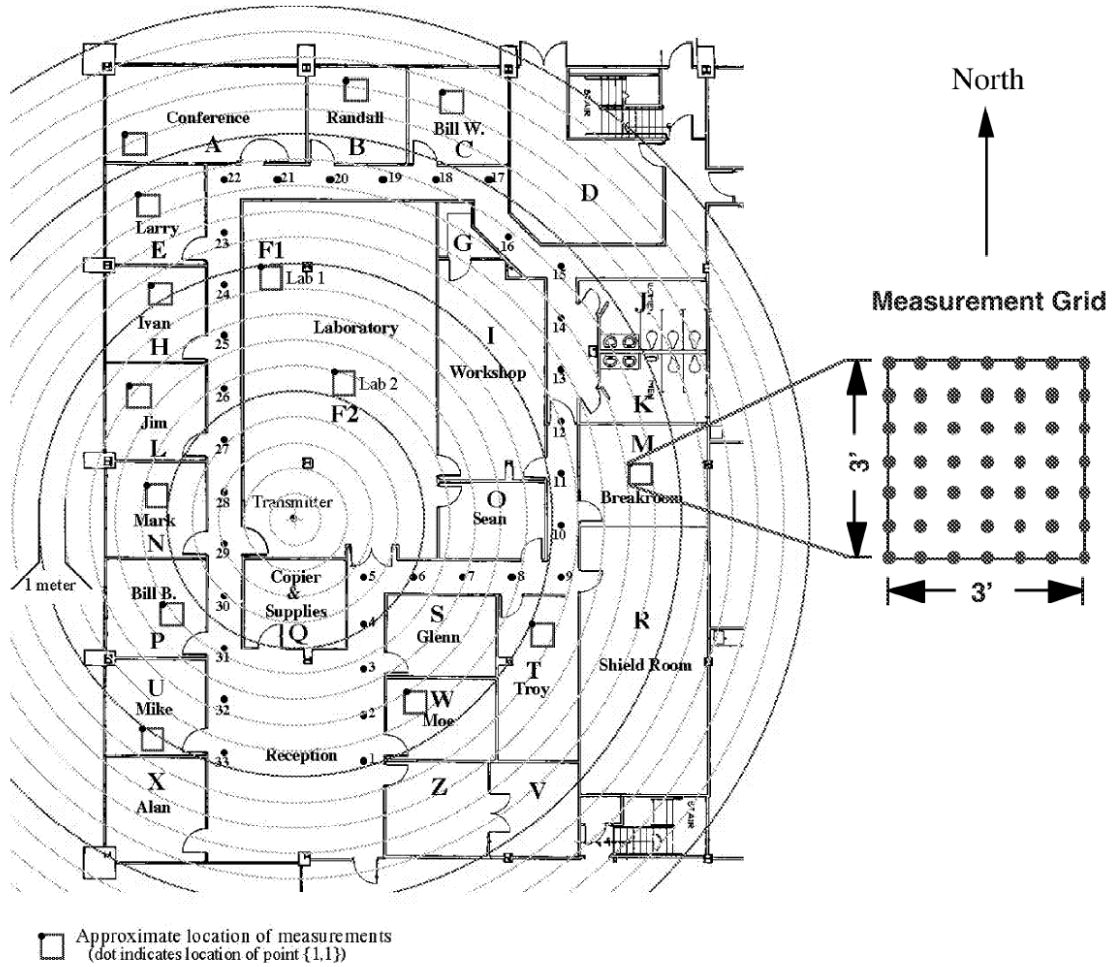 North
Conference
A
Randall
B
Bill W.
C
D
22
21
20
19
18
17
Larry
E
23
F1
G
16
15
Lab 1
24
Ivan
H
25
Laboratory
I
Workshop
J
14
Measurement Grid
13
Jim
L
26
Lab 2
F2
K
MEN
12
27
M
Breakroom
3'
3'
Mark
N
28
Transmitter
O
Sean
11
10
29
1 meter
Bill B.
P
30
Copier
&
Supplies
Q
5
6
7
8
9
4
S
Glenn
R
Shield Room
31
3
T
Troy
U
Mike
32
2
W
Moe
33
Reception
1
X
Alan
Z
V
Approximate location of measurements
(dot indicates location of point {1,1})